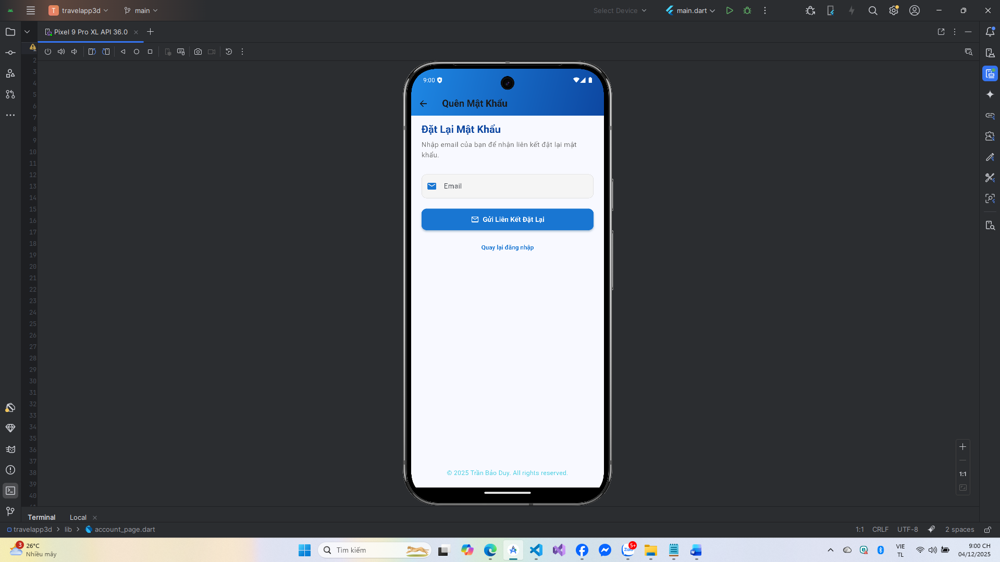 T travelapp3d
main
Select Device
main.dart
Pixel 9 Pro XL API 36.0
2
3
4
5
6
7
8
9
10
11
12
13
14
15
16
17
18
19
20
21
22
23
24
25
26
27
28
29
30
31
32
33
34
35
36
37
38
39
40
9:00
Quên Mật Khẩu
Đặt Lại Mật Khẩu
Nhập email của bạn để nhận liên kết đặt lại mật
khẩu.
Email
Gửi Liên Kết Đặt Lại
Quay lại đăng nhập
© 2025 Trần Bảo Duy. All rights reserved.
1:1
Terminal
Local
travelapp3d > lib > account_page.dart
1:1 CRLF UTF-8 2 spaces
3
26°C
Nhiều mây
Tìm kiếm
Zalo
5+
VIE
TL
9:00 CH
04/12/2025